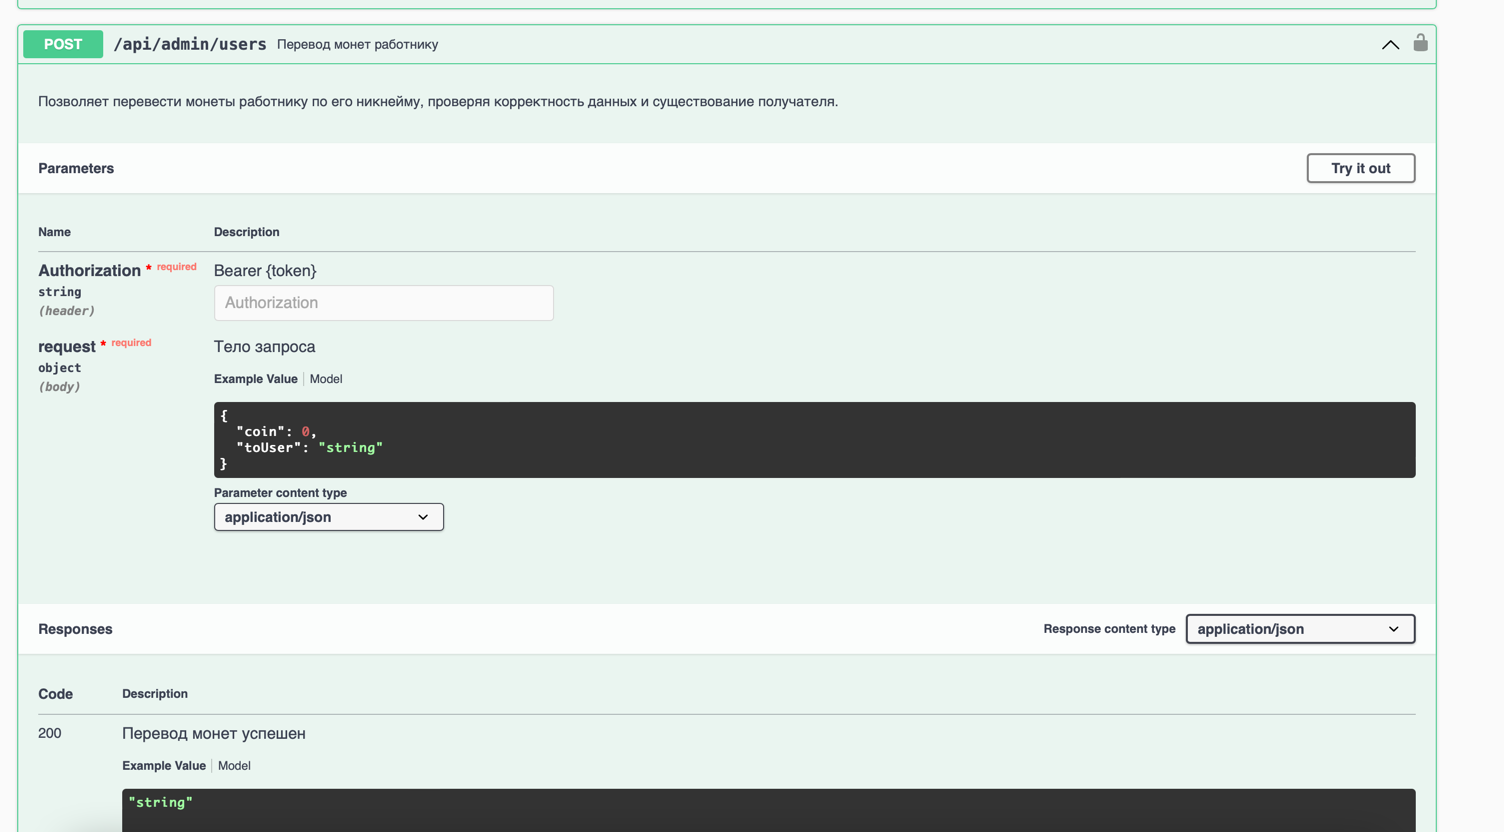 POST /api/admin/users Перевод монет работнику
Позволяет перевести монеты работнику по его никнейму, проверяя корректность данных и существование получателя.
Parameters
Try it out
Name Description
Authorization * required Bearer {token}
string
(header)
Authorization
request * required Тело запроса
object
(body)
Example Value Model
{
"coin": 0,
"toUser": "string"
}
Parameter content type
application/json
Responses
Response content type application/json
Code Description
200 Перевод монет успешен
Example Value Model
"string"